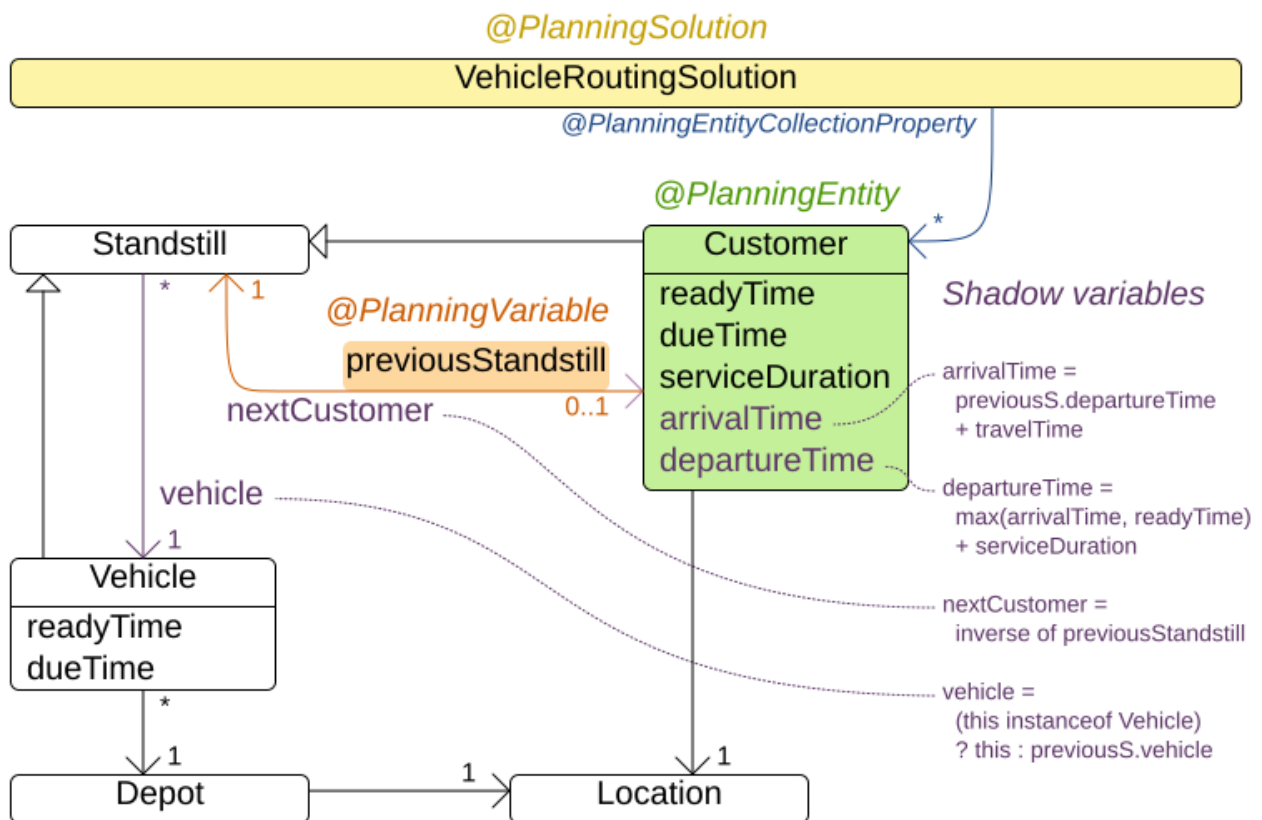 @PlanningSolution
VehicleRoutingSolution
@PlanningEntityCollectionProperty
@PlanningEntity
*
Standstill
Customer
*
1
@PlanningVariable
previousStandstill
0..1
nextCustomer
readyTime
dueTime
serviceDuration
arrivalTime
departureTime
Shadow variables
arrivalTime =
previousS.departureTime
+ travelTime
departureTime =
max(arrivalTime, readyTime)
+ serviceDuration
nextCustomer =
inverse of previousStandstill
vehicle =
(this instanceof Vehicle)
? this : previousS.vehicle
vehicle
1
Vehicle
readyTime
dueTime
*
1
Depot
1
1
Location